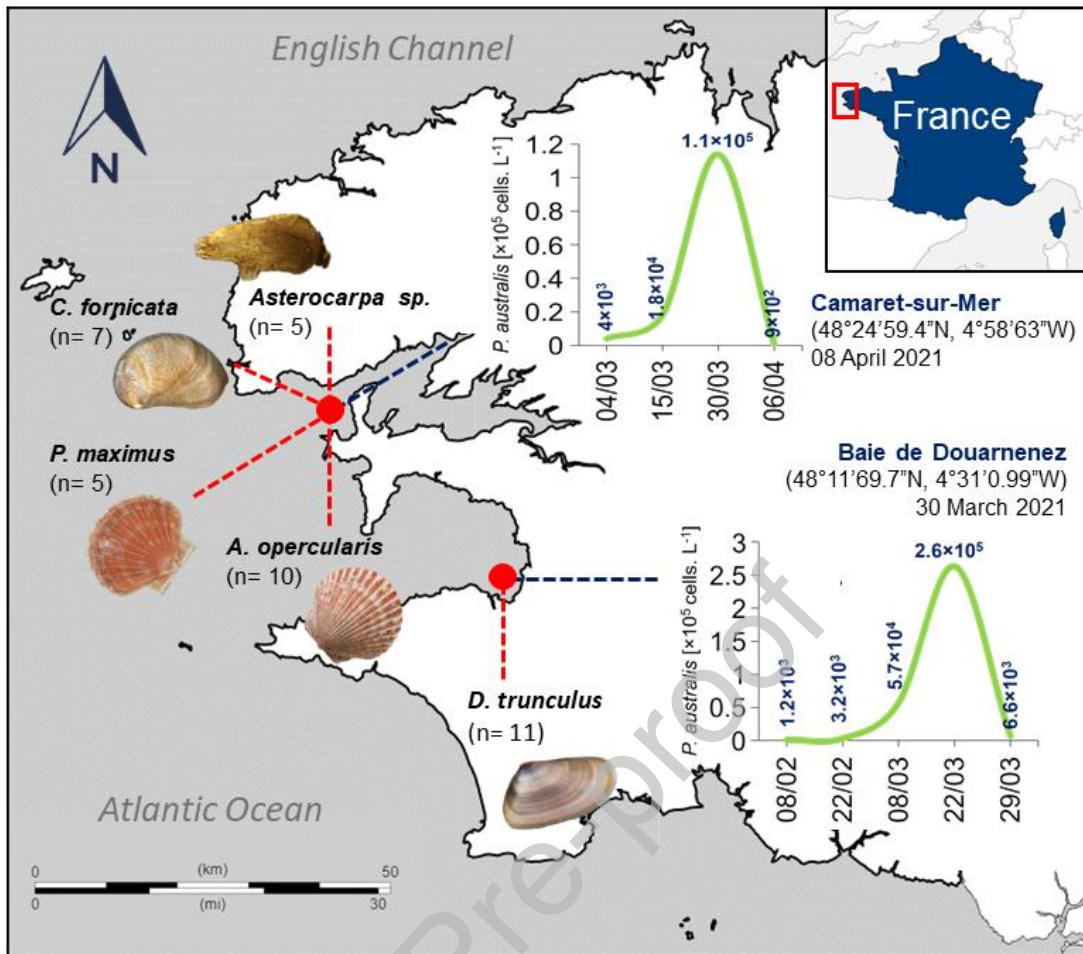 English Channel
N
France
C. fornicata
(n= 7)
Asterocarpa sp.
(n= 5)
P. maximus
(n= 5)
A. opercularis
(n= 10)
D. trunculus
(n= 11)
P. australis [×10⁵ cells. L⁻¹]
1.2
1
0.8
0.6
0.4
0.2
0
4×10³
1.8×10⁴
1.1×10⁵
9×10²
04/03
15/03
30/03
06/04
Camaret-sur-Mer
(48°24’59.4”N, 4°58’63”W)
08 April 2021
Baie de Douarnenez
(48°11’69.7”N, 4°31’0.99”W)
30 March 2021
P. australis [×10⁵ cells. L⁻¹]
3
2.5
2
1.5
1
0.5
0
1.2×10³
3.2×10³
5.7×10⁴
2.6×10⁵
6.6×10³
08/02
22/02
08/03
22/03
29/03
Atlantic Ocean
0 (km) 50
0 (mi) 30
Pre-proof